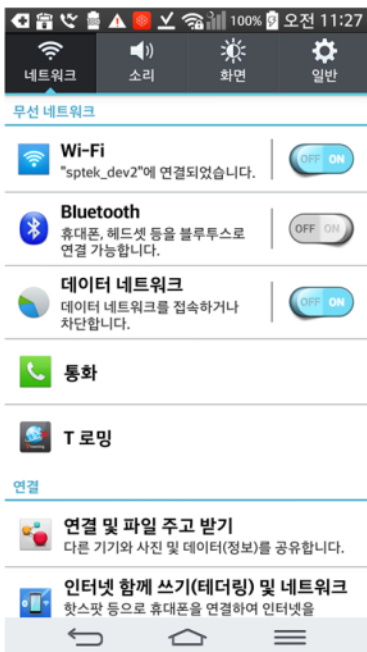 100% 오전 11:27
네트워크 소리 화면 일반
무선 네트워크
Wi-Fi
"sptek_dev2"에 연결되었습니다.
OFF ON
Bluetooth
휴대폰, 헤드셋 등을 블루투스로
연결 가능합니다.
OFF ON
데이터 네트워크
데이터 네트워크를 접속하거나
차단합니다.
OFF ON
통화
T 로밍
연결
연결 및 파일 주고 받기
다른 기기와 사진 및 데이터(정보)를 공유합니다.
인터넷 함께 쓰기(테더링) 및 네트워크
핫스팟 등으로 휴대폰을 연결하여 인터넷을